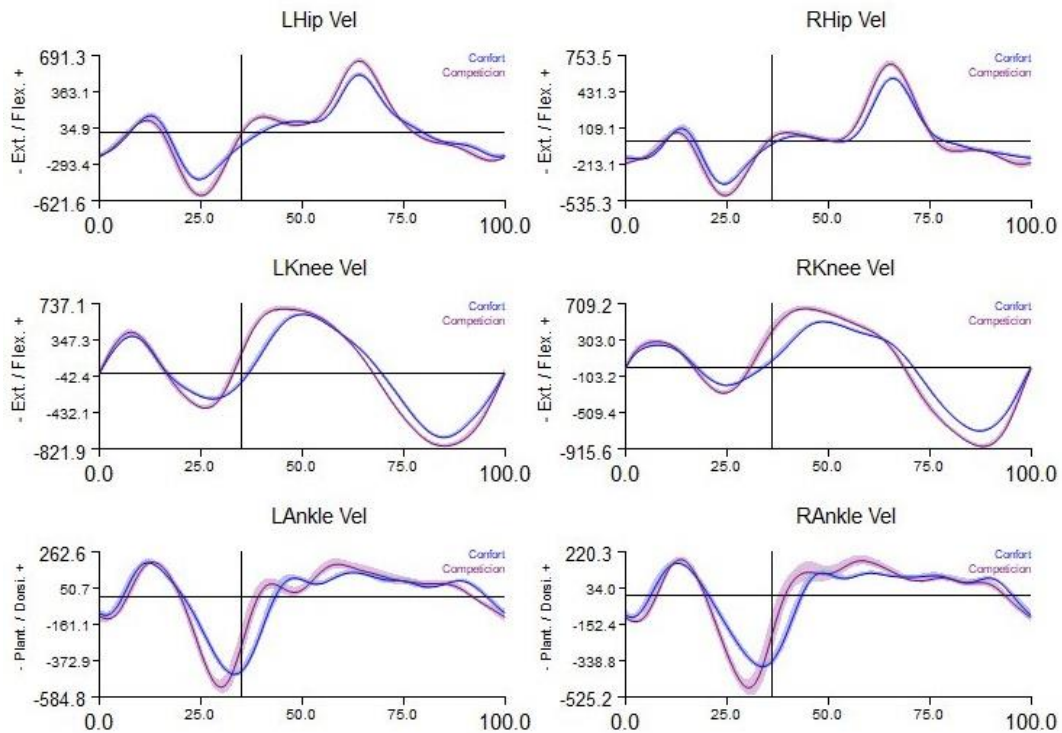 LHip Vel
691.3
363.1
34.9
-293.4
-621.6
- Ext. / Flex. +
Confort
Competician
0.0
25.0
50.0
75.0
100.0
RHip Vel
753.5
431.3
109.1
-213.1
-535.3
- Ext. / Flex. +
Confort
Competician
0.0
25.0
50.0
75.0
100.0
LKnee Vel
737.1
347.3
-42.4
-432.1
-821.9
- Ext. / Flex. +
Confort
Competician
0.0
25.0
50.0
75.0
100.0
RKnee Vel
709.2
303.0
-103.2
-509.4
-915.6
- Ext. / Flex. +
Confort
Competician
0.0
25.0
50.0
75.0
100.0
LAnkle Vel
262.6
50.7
-161.1
-372.9
-584.8
- Plant. / Dorsi. +
Confort
Competician
0.0
25.0
50.0
75.0
100.0
RAnkle Vel
220.3
34.0
-152.4
-338.8
-525.2
- Plant. / Dorsi. +
Confort
Competician
0.0
25.0
50.0
75.0
100.0